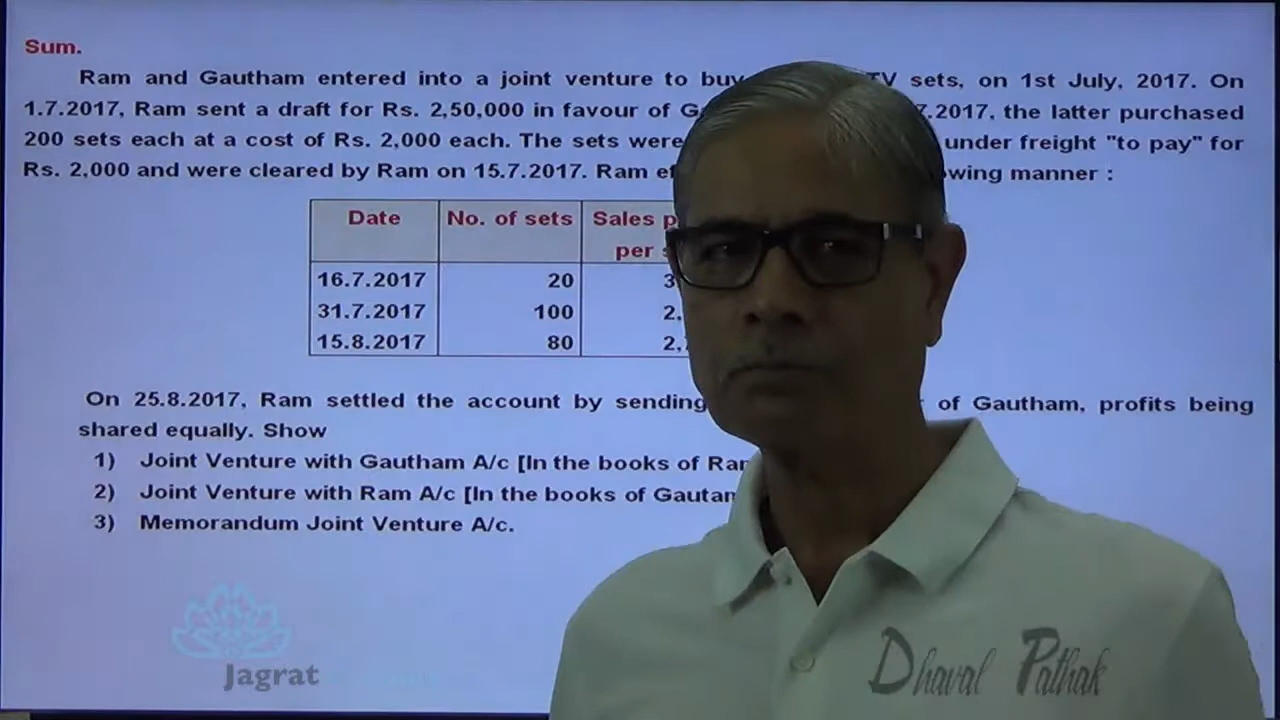 Sum.
Ram and Gautham entered into a joint venture to buy TV sets, on 1st July, 2017. On
1.7.2017, Ram sent a draft for Rs. 2,50,000 in favour of .2017, the latter purchased
200 sets each at a cost of Rs. 2,000 each. The sets were under freight "to pay" for
Rs. 2,000 and were cleared by Ram on 15.7.2017. Ram manner :
Date No. of sets Sales
per
16.7.2017 20
31.7.2017 100
15.8.2017 80
On 25.8.2017, Ram settled the account by sending of Gautham, profits being
shared equally. Show
1) Joint Venture with Gautham A/c [In the books of
2) Joint Venture with Ram A/c [In the books of
3) Memorandum Joint Venture A/c.
Jagrat
Dhaval Pathak